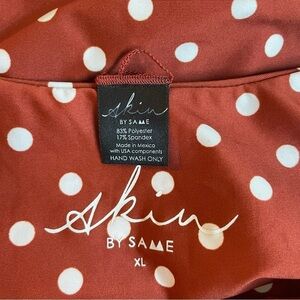 skin
BY SAME
83% Polyester
17% Spandex
Made in Mexico
with USA components
HAND WASH ONLY
skin
BY SAME
XL